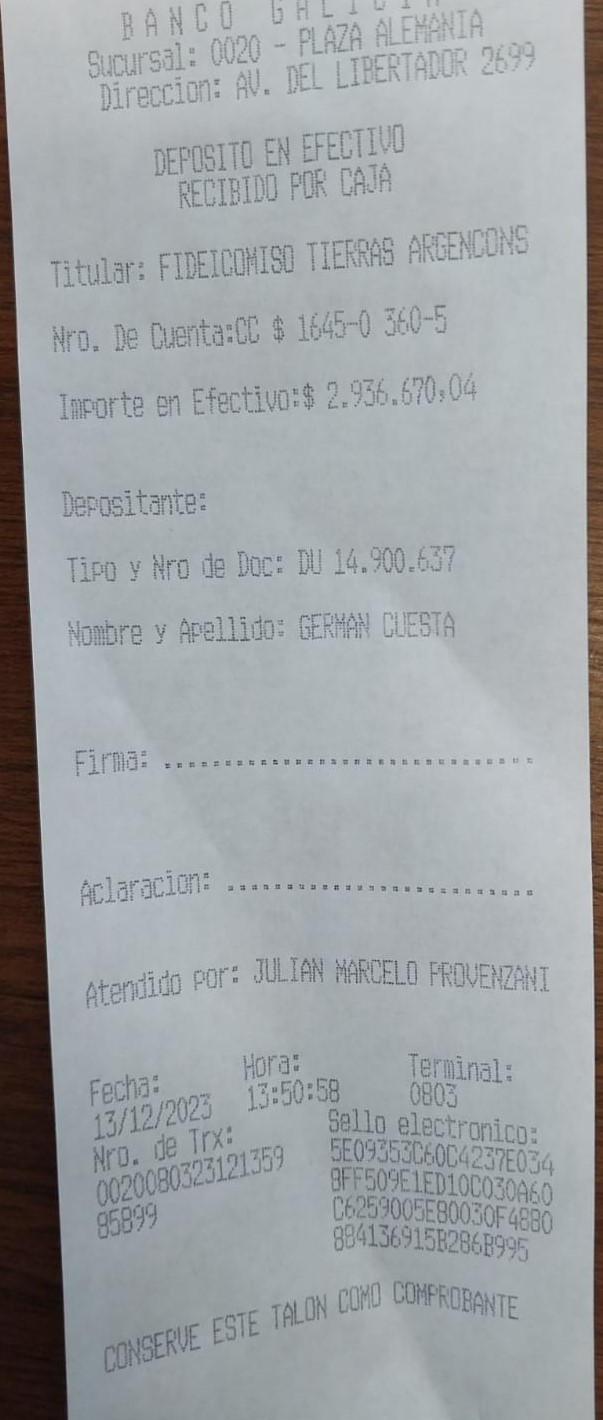 BANCO GALICIA
Sucursal: 0020 - PLAZA ALEMANIA
Direccion: AV. DEL LIBERTADOR 2699
DEPOSITO EN EFECTIVO
RECIBIDO POR CAJA
Titular: FIDEICOMISO TIERRAS ARGENCONS
Nro. De Cuenta:CC $ 1645-0 360-5
Importe en Efectivo:$ 2.936.670,04
Depositante:
Tipo y Nro de Doc: DU 14.900.637
Nombre y Apellido: GERMAN CUESTA
Firma: ..............................
Aclaracion: .........................
Atendido por: JULIAN MARCELO PROVENZANI
Fecha: Hora: Terminal:
13/12/2023 13:50:58 0803
Nro. de Trx: Sello electronico:
0020080323121359 5E09353C60C4237E034
85899 8FF509E1ED10C030A60
C6259005E80030F4880
884136915B286B995
CONSERVE ESTE TALON COMO COMPROBANTE